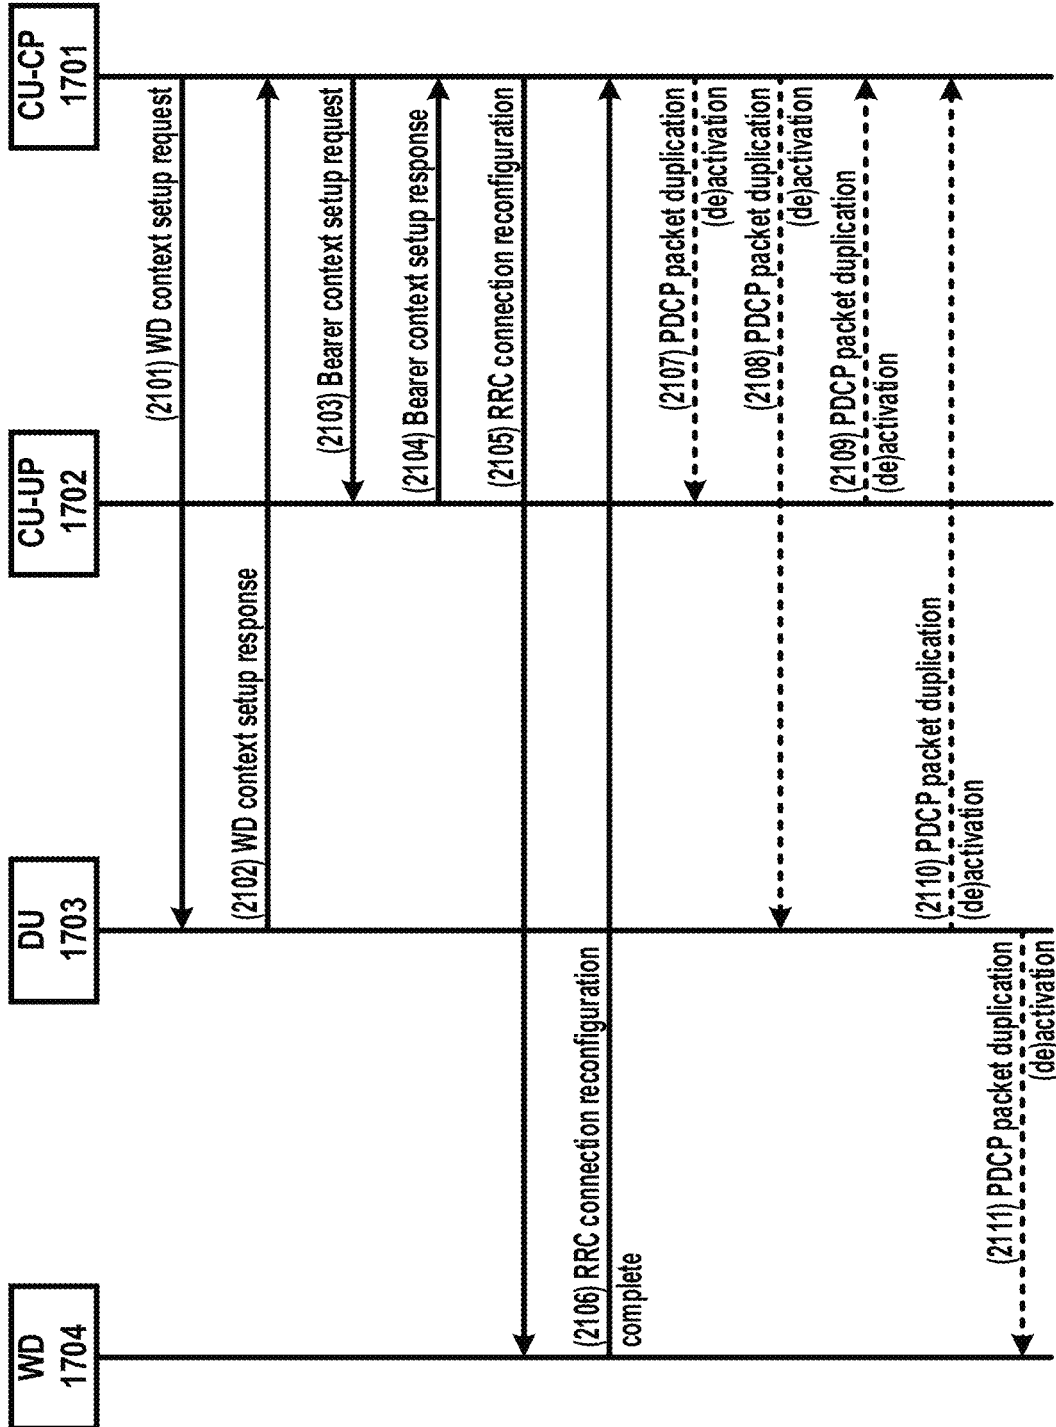 WD
1704
DU
1703
CU-UP
1702
CU-CP
1701
(2101) WD context setup request
(2102) WD context setup response
(2103) Bearer context setup request
(2104) Bearer context setup response
(2105) RRC connection reconfiguration
(2106) RRC connection reconfiguration
complete
(2107) PDCP packet duplication
(de)activation
(2108) PDCP packet duplication
(de)activation
(2109) PDCP packet duplication
(de)activation
(2110) PDCP packet duplication
(de)activation
(2111) PDCP packet duplication
(de)activation